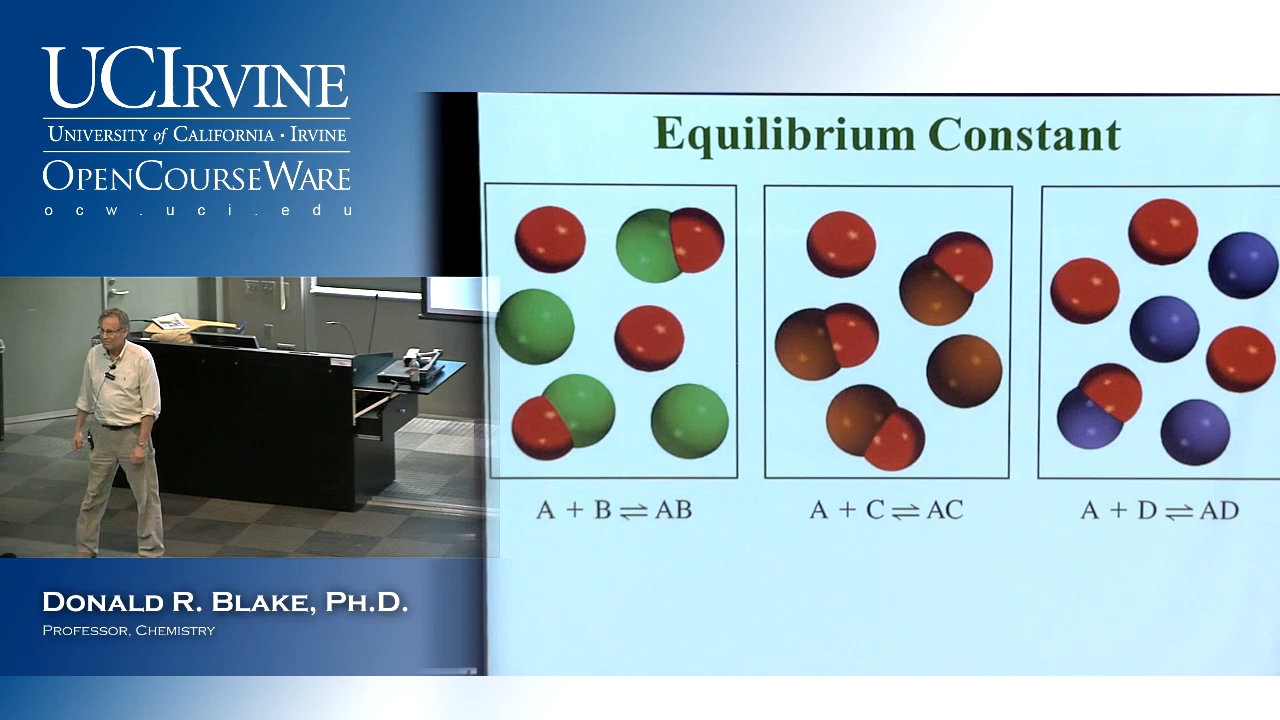 UCIRVINE
UNIVERSITY of CALIFORNIA · IRVINE
OPENCOURSEWARE
ocw.uci.edu
DONALD R. BLAKE, PH.D.
PROFESSOR, CHEMISTRY
Equilibrium Constant
A + B ⇌ AB
A + C ⇌ AC
A + D ⇌ AD